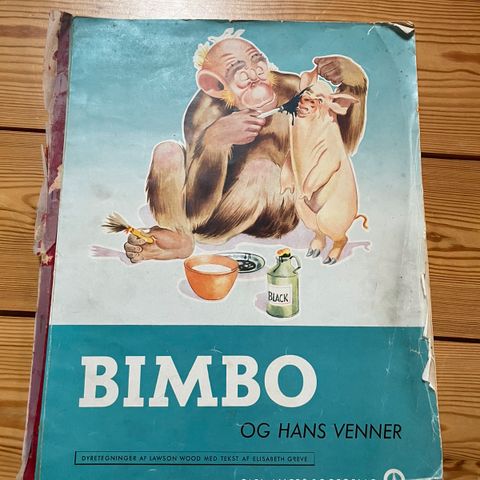 BLACK
BIMBO
OG HANS VENNER
DYRETEGNINGER AF LAWSON WOOD MED TEKST AF ELISABETH GREVE